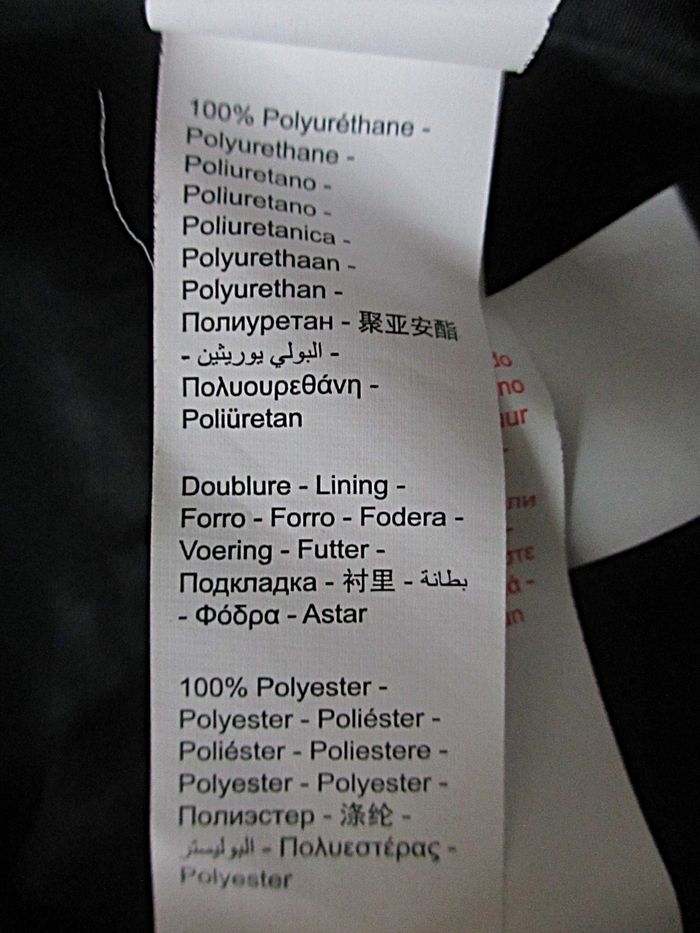 100% Polyuréthane -
Polyurethane -
Poliuretano -
Poliuretano -
Poliuretanica -
Polyurethaan -
Polyurethan -
Полиуретан - 聚亚安酯
- البولي يوريثين -
Πολυουρεθάνη -
Poliüretan
Doublure - Lining -
Forro - Forro - Fodera -
Voering - Futter -
Подкладка - 衬里 - بطانة
- Φόδρα - Astar
100% Polyester -
Polyester - Poliéster -
Poliéster - Poliestere -
Polyester - Polyester -
Полиэстер - 涤纶 -
البوليستر - Πολυεστέρας -
Polyester